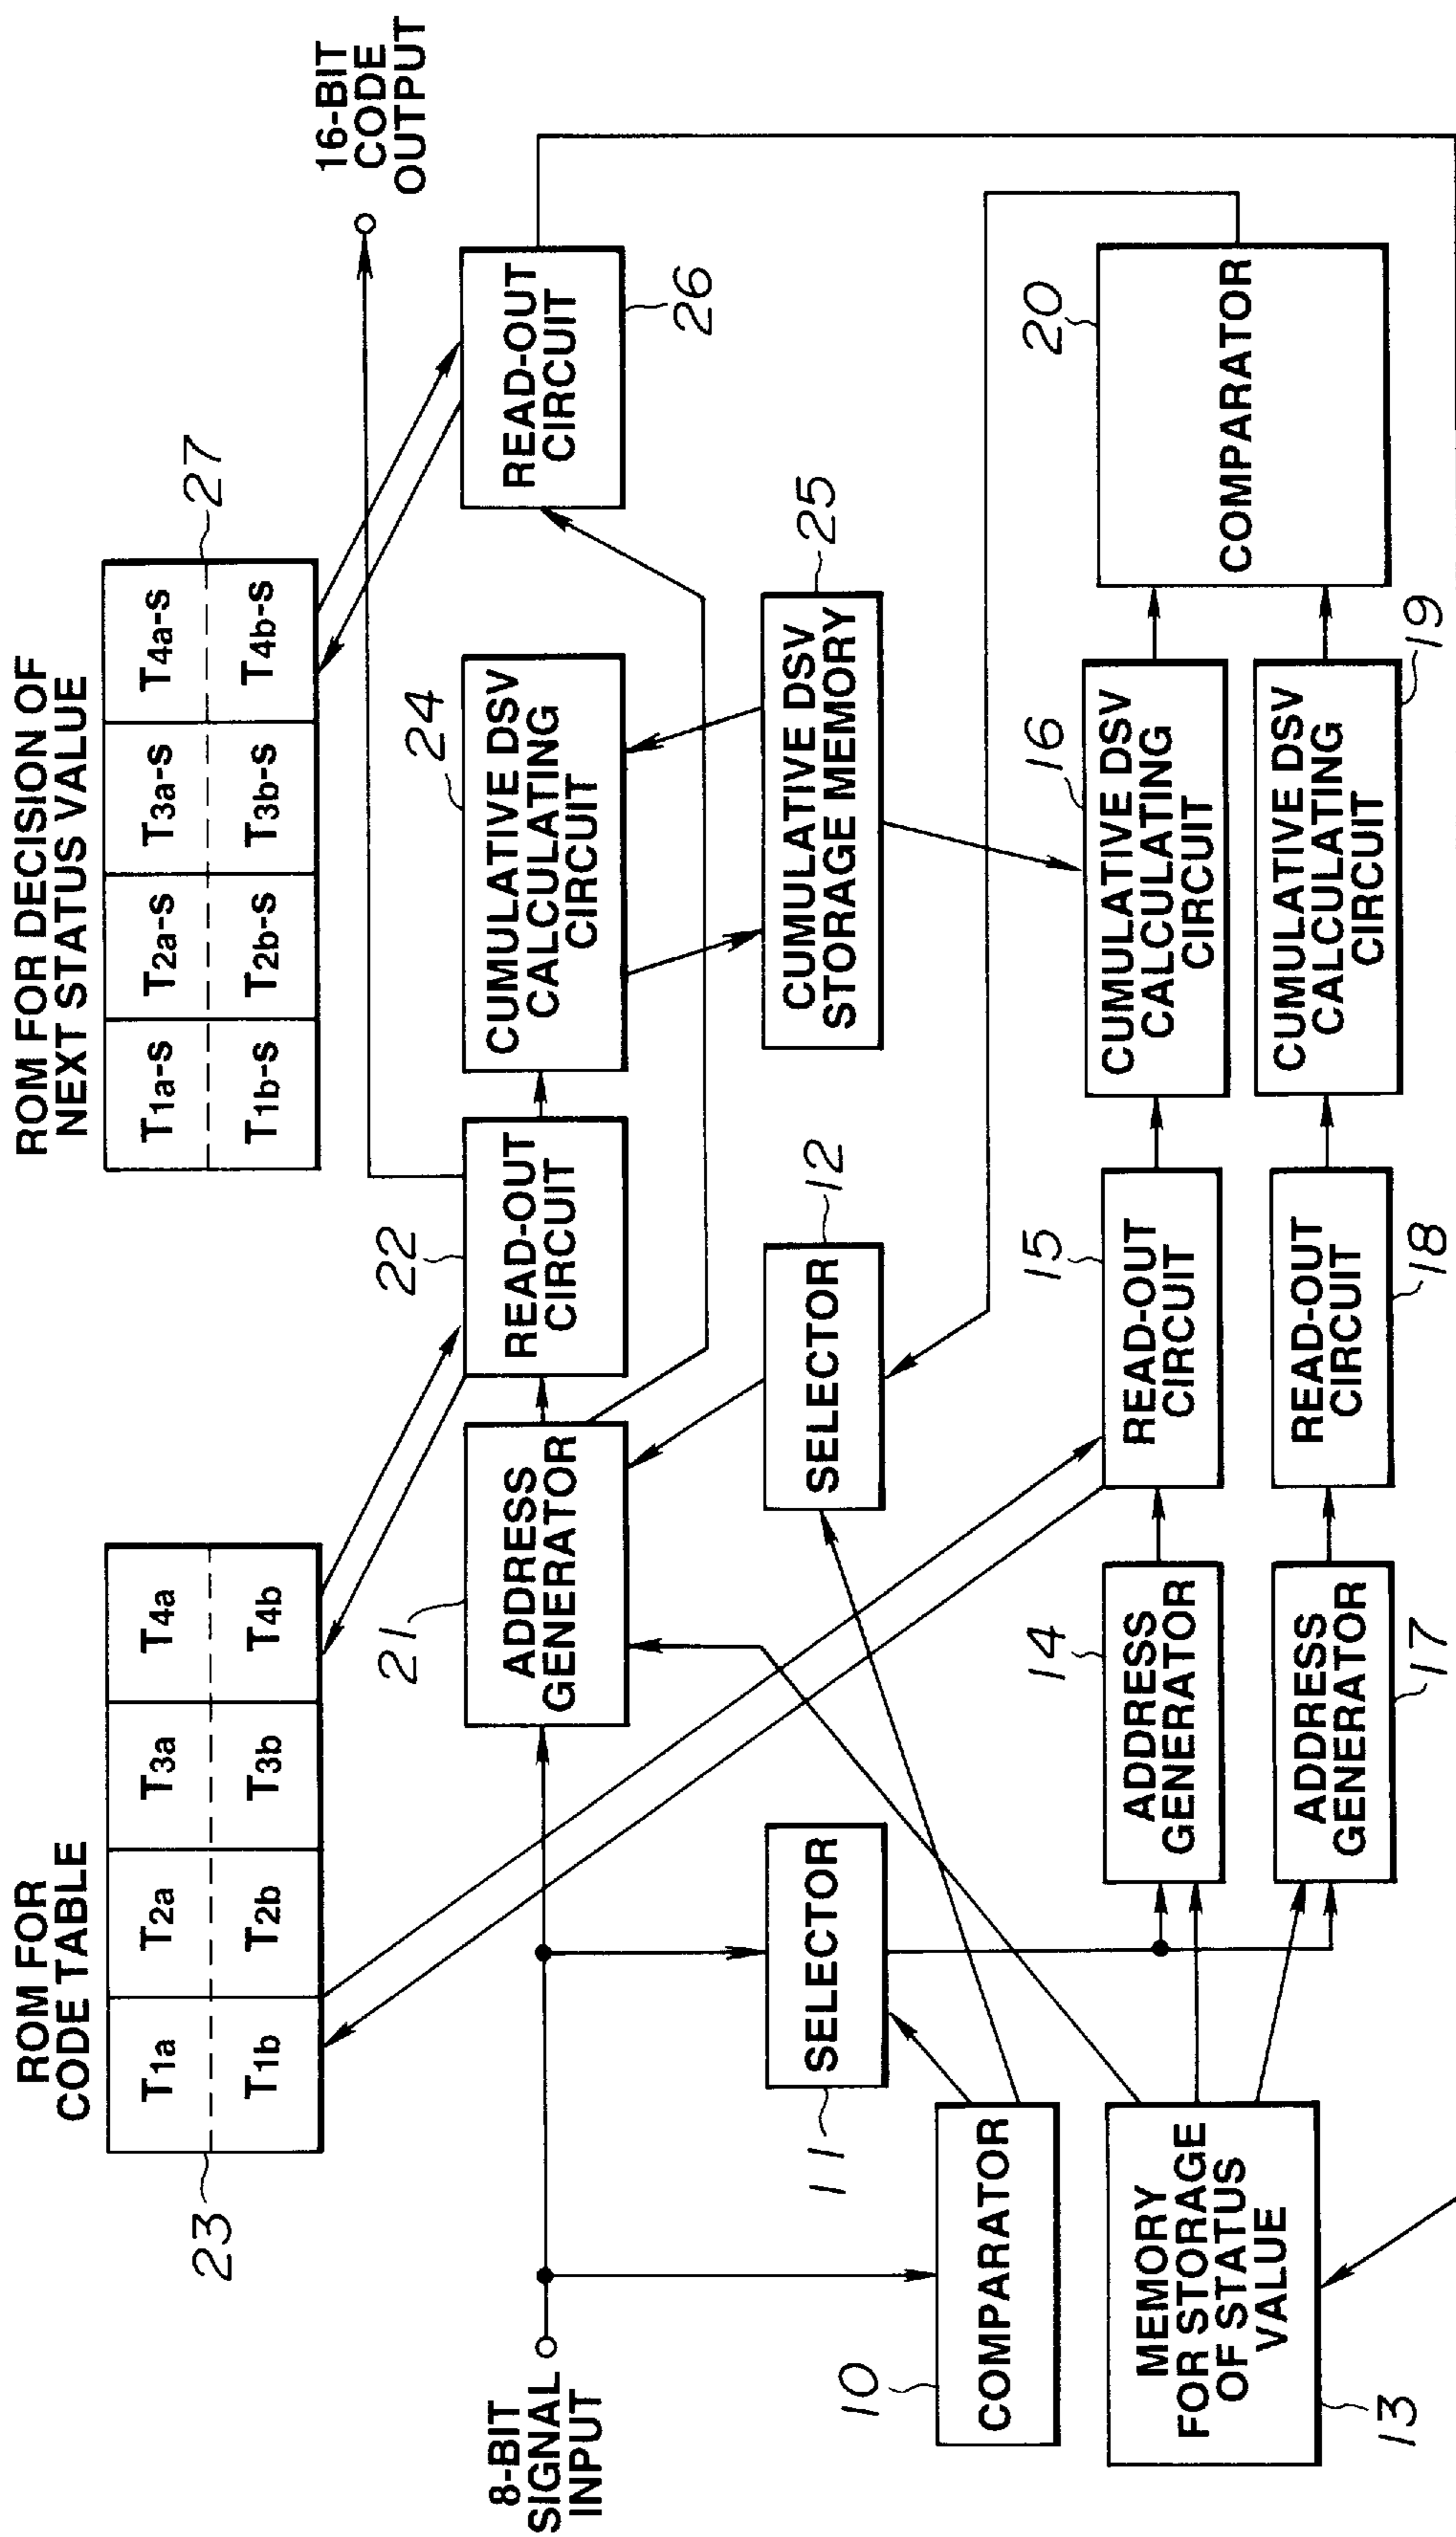 ROM FOR
CODE TABLE
T1a
T2a
T3a
T4a
T1b
T2b
T3b
T4b
23
ROM FOR DECISION OF
NEXT STATUS VALUE
T1a-s
T2a-s
T3a-s
T4a-s
T1b-s
T2b-s
T3b-s
T4b-s
27
16-BIT
CODE
OUTPUT
8-BIT
SIGNAL
INPUT
21
ADDRESS
GENERATOR
22
READ-OUT
CIRCUIT
24
CUMULATIVE DSV
CALCULATING
CIRCUIT
READ-OUT
CIRCUIT
26
SELECTOR
11
SELECTOR
12
CUMULATIVE DSV
STORAGE MEMORY
25
10
COMPARATOR
MEMORY
FOR STORAGE
OF STATUS
VALUE
13
14
ADDRESS
GENERATOR
15
READ-OUT
CIRCUIT
16
CUMULATIVE DSV
CALCULATING
CIRCUIT
20
COMPARATOR
ADDRESS
GENERATOR
17
READ-OUT
CIRCUIT
18
CUMULATIVE DSV
CALCULATING
CIRCUIT
19